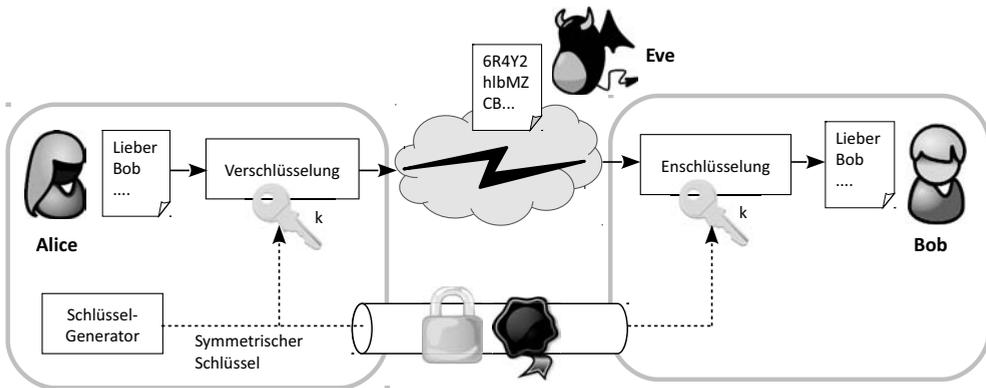 6R4Y2
hlbMZ
CB...
Eve
Lieber
Bob
....
Verschlüsselung
k
Alice
Enschlüsselung
k
Lieber
Bob
....
Bob
Schlüssel-
Generator
Symmetrischer
Schlüssel